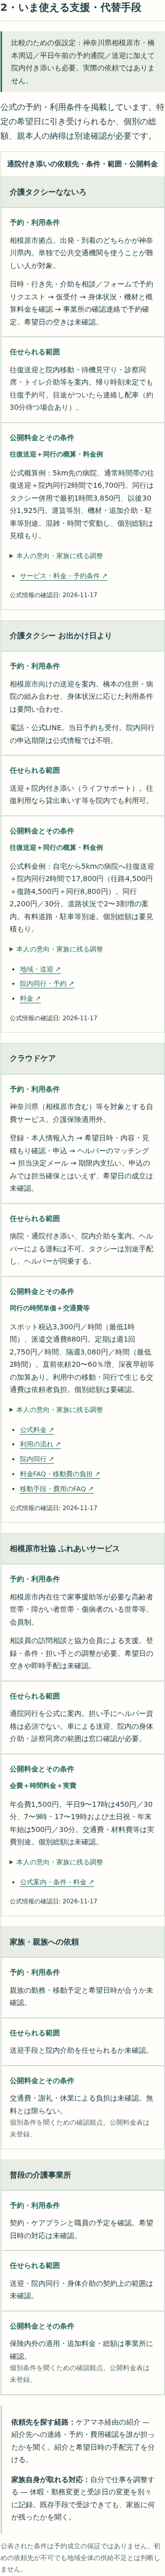 2・いま使える支援・代替手段
比較のための仮設定：神奈川県相模原市・橋
本周辺／平日午前の予約通院／送迎に加えて
院内付き添いも必要。実際の依頼ではありま
せん。
公式の予約・利用条件を掲載しています。特
定の希望日に引き受けられるか、個別の総
額、親本人の納得は別途確認が必要です。
通院付き添いの依頼先・条件・範囲・公開料金
介護タクシーなないろ
予約・利用条件
相模原市拠点。出発・到着のどちらかが神奈
川県内。単独で公共交通機関を使うことが難
しい人が対象。
日時・行き先・介助を相談／フォームで予約
リクエスト → 仮受付 → 身体状況・機材と概
算料金を確認 → 事業所の確認連絡で予約確
定。希望日の空きは未確認。
任せられる範囲
往復送迎と院内移動・待機見守り・診察同
席・トイレ介助等を案内。帰り時刻未定でも
往復予約可。目途がついたら連絡し配車（約
30分待つ場合あり）。
公開料金とその条件
往復送迎＋同行の概算・料金例
公式概算例：5km先の病院、通常時間帯の往
復送迎＋院内同行2時間で16,700円。同行は
タクシー併用で最初1時間3,850円、以後30
分1,925円。運賃等別、機材・追加介助・駐
車等別途。混雑・時間で変動し、個別総額は
見積もり。
▶ 本人の意向・家族に残る調整
• サービス・料金・予約条件 ↗
公式情報の確認日: 2026-11-17
介護タクシー お出かけ日より
予約・利用条件
相模原市向けの送迎を案内。橋本の住所・病
院の組み合わせ、身体状況に応じた利用条件
は要問い合わせ。
電話・公式LINE。当日予約も受付。院内同行
の申込期限は公式情報では不明。
任せられる範囲
送迎＋院内付き添い（ライフサポート）。往
復利用なら貸出車いす等を院内でも利用可。
公開料金とその条件
往復送迎＋同行の概算・料金例
公式料金例：自宅から5kmの病院へ往復送迎
＋院内同行2時間で17,800円（往路4,500円
＋復路4,500円＋同行8,800円）。同行
2,200円／30分。道路状況で2〜3割増の案
内。有料道路・駐車等別途。個別総額は要見
積もり。
▶ 本人の意向・家族に残る調整
• 地域・送迎 ↗
• 院内同行・予約 ↗
• 料金 ↗
公式情報の確認日: 2026-11-17
クラウドケア
予約・利用条件
神奈川県（相模原市含む）等を対象とする自
費サービス。介護保険適用外。
登録・本人情報入力 → 希望日時・内容・見
積もり確認・申込 → ヘルパーのマッチング
→ 担当決定メール → 期限内支払い。申込の
みでは担当確保とはいえず、希望日の成立は
未確認。
任せられる範囲
病院・通院付き添い、院内介助を案内。ヘル
パーによる運転は不可。タクシーは別途手配
し、ヘルパーが同乗する。
公開料金とその条件
同行の時間単価＋交通費等
スポット税込3,300円／時間（最低1時
間）、派遣交通費880円。定期は週1回
2,750円／時間、隔週3,080円／時間（最低
2時間）。直前依頼20〜60％増、深夜早朝等
の加算あり。利用中の移動・同行で生じる交
通費は依頼者負担。個別総額は要確認。
▶ 本人の意向・家族に残る調整
• 公式料金 ↗
• 利用の流れ ↗
• 院内同行 ↗
• 料金FAQ・移動費の負担 ↗
• 移動手段・費用のFAQ ↗
公式情報の確認日: 2026-11-17
相模原市社協 ふれあいサービス
予約・利用条件
相模原市内在住で家事援助等が必要な高齢者
世帯・障がい者世帯・傷病者のいる世帯等。
会員制。
相談員の訪問相談と協力会員による支援。登
録・条件・担い手との調整が必要。希望日の
空きや即時手配は未確認。
任せられる範囲
通院同行を公式に案内。担い手にヘルパー資
格は必須でない。車による送迎、院内の身体
介助・診察同席の範囲は窓口確認が必要。
公開料金とその条件
会費＋時間料金＋実費
年会費1,500円。平日9〜17時は450円／30
分、7〜9時・17〜19時および土日祝・年末
年始は500円／30分。交通費・材料費等は実
費別途。個別総額は未確認。
▶ 本人の意向・家族に残る調整
• 公式案内・条件・料金 ↗
公式情報の確認日: 2026-11-17
家族・親族への依頼
予約・利用条件
親族の勤務・移動予定と希望日時が合うか未
確認。
任せられる範囲
送迎手段と院内介助を任せられるか未確認。
公開料金とその条件
交通費・謝礼・休業による負担は未確認。無
料とは限らない。
個別条件を聞くための確認観点。公開料金表は
未登録。
普段の介護事業所
予約・利用条件
契約・ケアプランと職員の予定を確認。希望
日時の対応は未確認。
任せられる範囲
送迎・院内同行・身体介助の契約上の範囲は
未確認。
公開料金とその条件
保険内外の適用・追加料金・総額は事業所に
確認。
個別条件を聞くための確認観点。公開料金表は
未登録。
依頼先を探す経路：ケアマネ経由の紹介 ―
紹介先への連絡・予約・費用確認を誰が担っ
たかを聞く。紹介と希望日時の手配完了を分
ける。
家族自身が取れる対応：自分で仕事を調整す
る ― 休暇・勤務変更と受診日の変更を別々
に記録。既存手段で受診できても、家族に何
が残ったかを聞く。
公表された条件は予約成立の保証ではありません。初
めの依頼先が不可でも地域全体の供給不足とは判断し
ません。